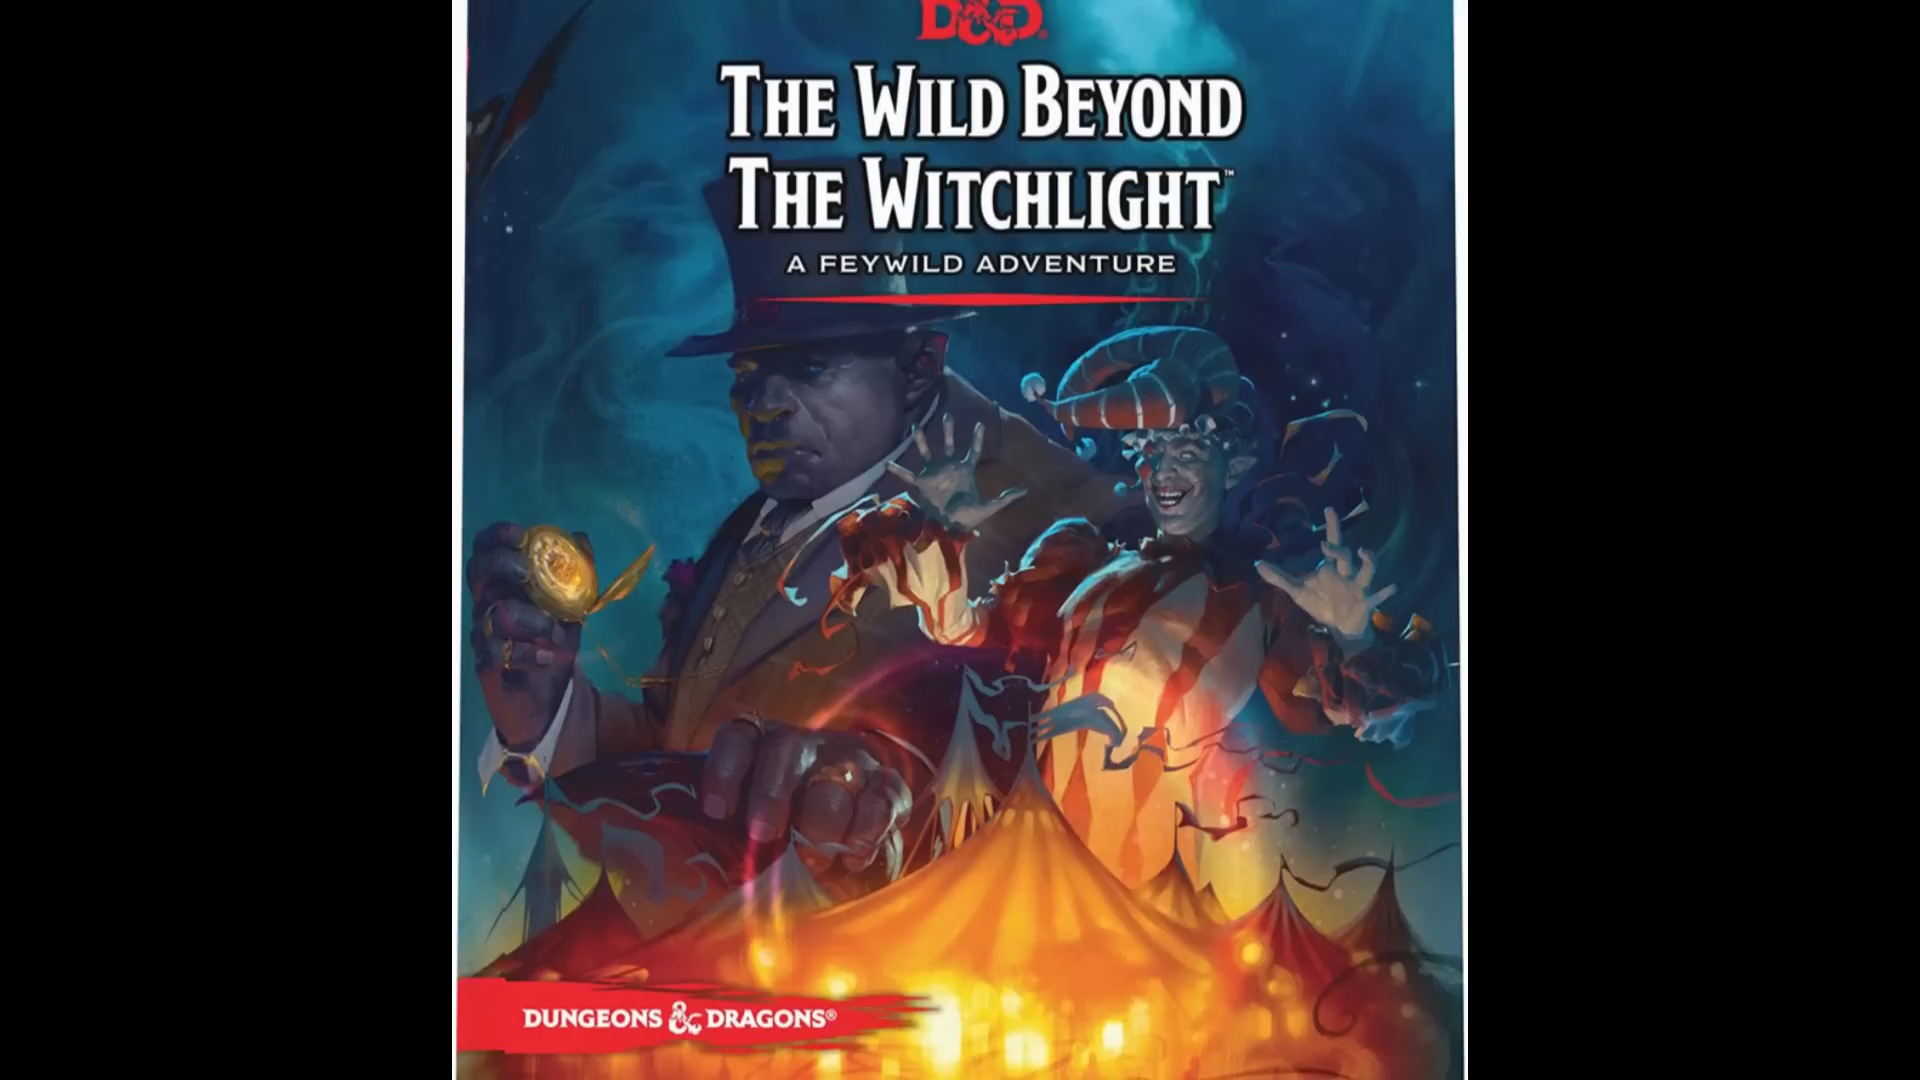 D&D®
THE WILD BEYOND
THE WITCHLIGHT™
A FEYWILD ADVENTURE
DUNGEONS & DRAGONS®